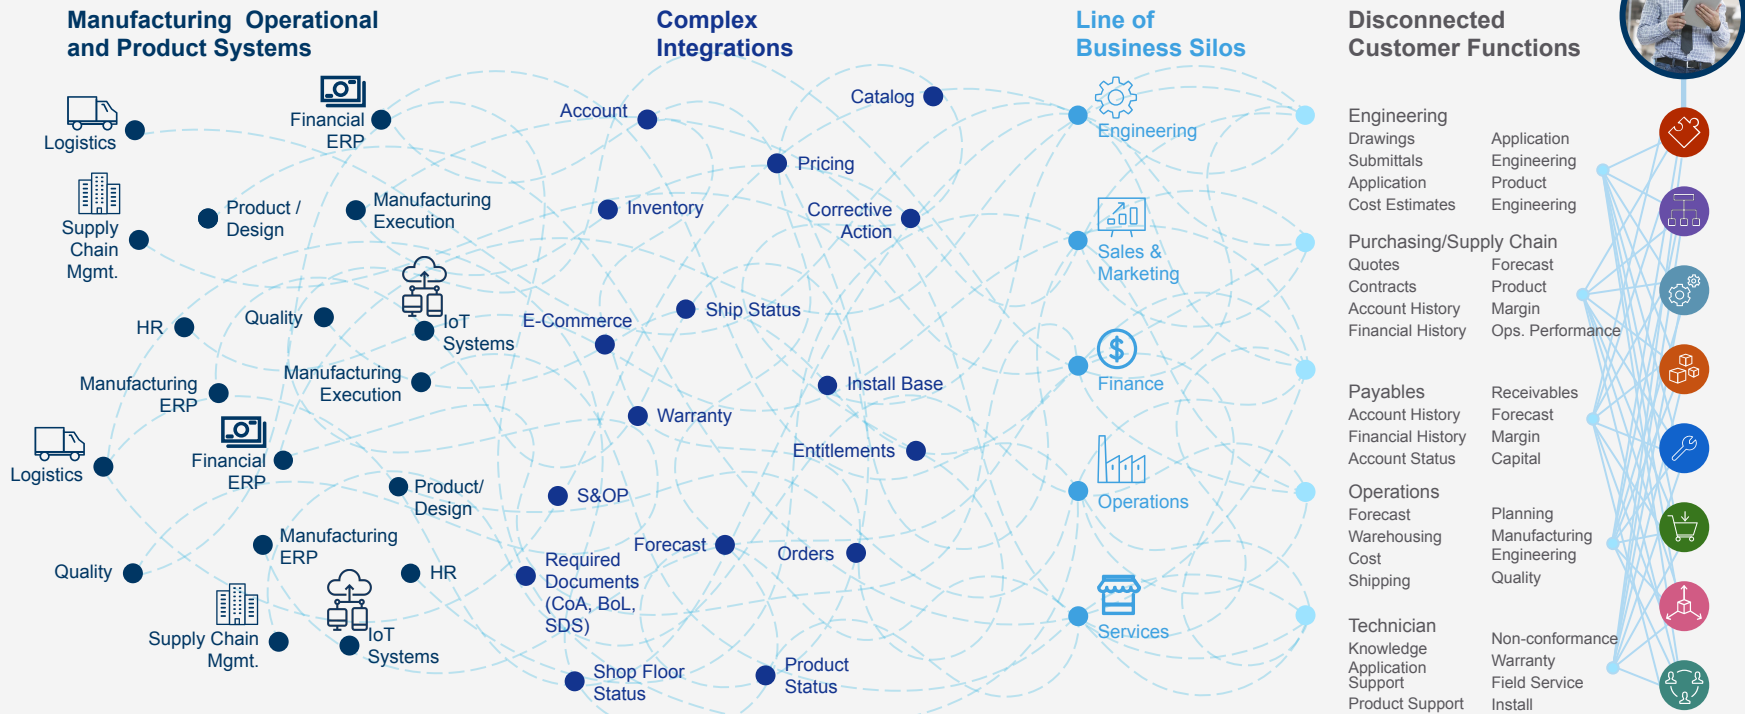 Manufacturing Operational
and Product Systems
Complex
Integrations
Line of
Business Silos
Disconnected
Customer Functions
Logistics
Financial
ERP
Supply
Chain
Mgmt.
Product /
Design
Manufacturing
Execution
HR
Quality
IoT
Systems
Manufacturing
ERP
Manufacturing
Execution
Logistics
Financial
ERP
Product/
Design
Manufacturing
ERP
Quality
HR
Supply Chain
Mgmt.
IoT
Systems
Account
Catalog
Pricing
Inventory
Corrective
Action
Ship Status
E-Commerce
Install Base
Warranty
Entitlements
S&OP
Forecast
Orders
Required
Documents
(CoA, BoL,
SDS)
Shop Floor
Status
Product
Status
Engineering
Sales &
Marketing
$
Finance
Operations
Services
Engineering
Drawings
Submittals
Application
Cost Estimates
Application
Engineering
Product
Engineering
Purchasing/Supply Chain
Quotes
Contracts
Account History
Financial History
Forecast
Product
Margin
Ops. Performance
Payables
Account History
Financial History
Account Status
Receivables
Forecast
Margin
Capital
Operations
Forecast
Warehousing
Cost
Shipping
Planning
Manufacturing
Engineering
Quality
Technician
Knowledge
Application
Support
Product Support
Non-conformance
Warranty
Field Service
Install